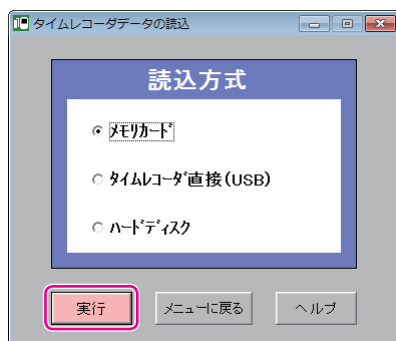 タイムレコーダデータの読込
読込方式
ﾒﾓﾘｶｰﾄﾞ
ﾀｲﾑﾚｺｰﾀﾞ直接(USB)
ﾊｰﾄﾞﾃﾞｨｽｸ
実行 メニューに戻る ヘルプ